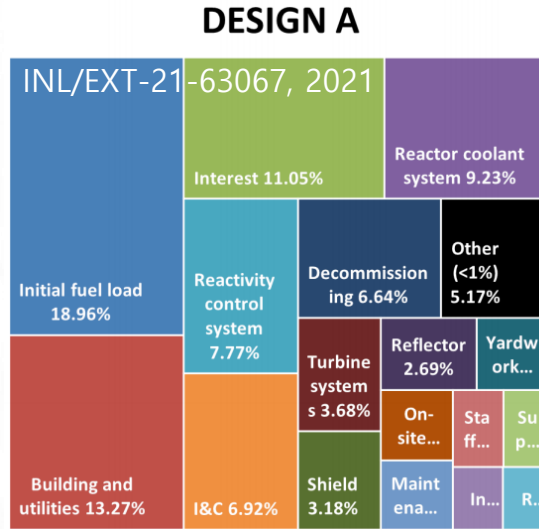 DESIGN A
INL/EXT-21-63067, 2021
Initial fuel load
18.96%
Building and
utilities 13.27%
Interest 11.05%
Reactor coolant
system 9.23%
Reactivity
control
system
7.77%
I&C 6.92%
Decommission
ing 6.64%
Other
(<1%)
5.17%
Turbine
system
s 3.68%
Shield
3.18%
Reflector
2.69%
Yardw
ork...
On-
site...
Sta
ff...
Su
p...
Maint
ena...
In...
R...